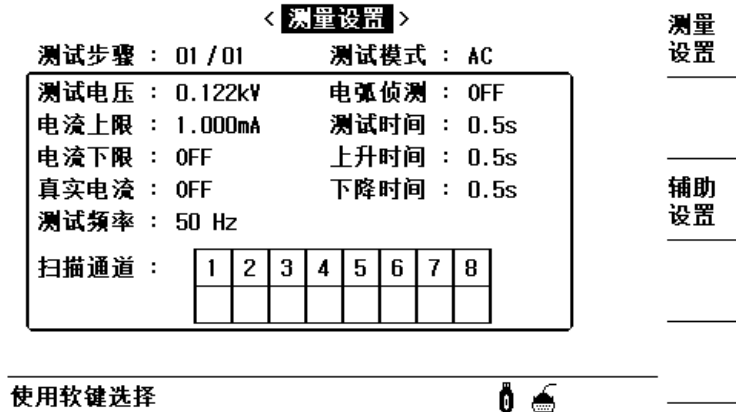 < 测量设置 >
测试步骤 : 01 / 01 测试模式 : AC
测试电压 : 0.122kV 电弧侦测 : OFF
电流上限 : 1.000mA 测试时间 : 0.5s
电流下限 : OFF 上升时间 : 0.5s
真实电流 : OFF 下降时间 : 0.5s
测试频率 : 50 Hz
扫描通道 : 1 2 3 4 5 6 7 8
使用软键选择
测量
设置
辅助
设置